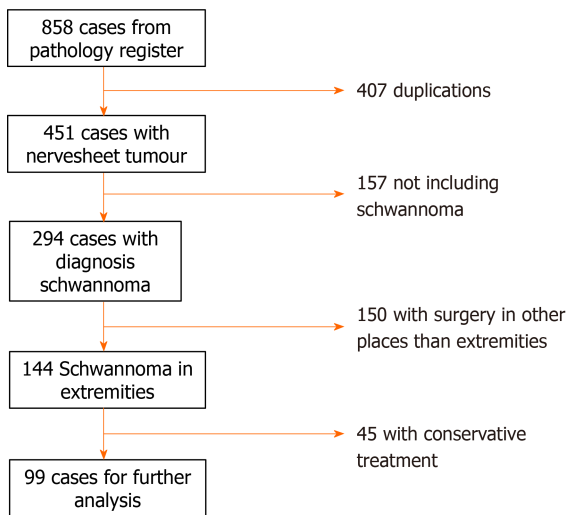 858 cases from
pathology register
407 duplications
451 cases with
nervesheet tumour
157 not including
schwannoma
294 cases with
diagnosis
schwannoma
150 with surgery in other
places than extremities
144 Schwannoma in
extremities
45 with conservative
treatment
99 cases for further
analysis